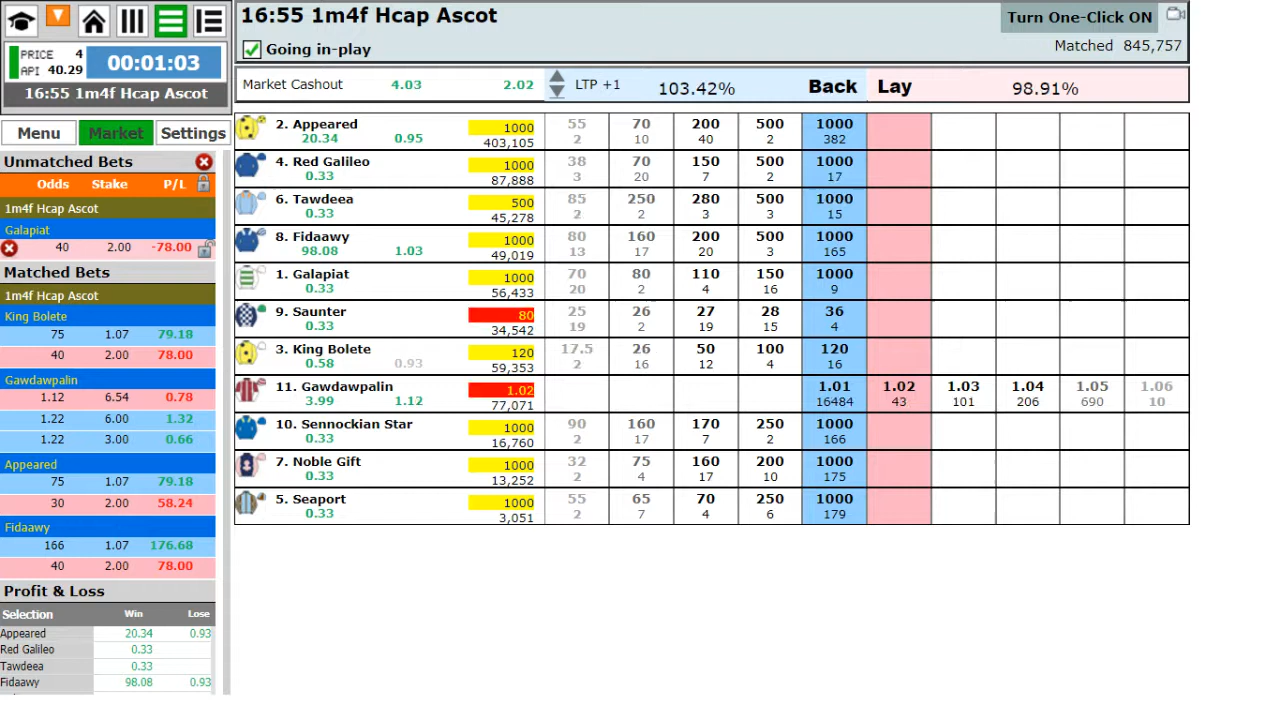 16:55 1m4f Hcap Ascot
Turn One-Click ON
Going in-play
Matched 845,757
PRICE 4
API 40.29
00:01:03
16:55 1m4f Hcap Ascot
Market Cashout 4.03 2.02 LTP +1 103.42% Back Lay 98.91%
Menu Market Settings
Unmatched Bets
Odds Stake P/L
1m4f Hcap Ascot
Galapiat
40 2.00 -78.00
Matched Bets
1m4f Hcap Ascot
King Bolete
75 1.07 79.18
40 2.00 78.00
Gawdawpalin
1.12 6.54 0.78
1.22 6.00 1.32
1.22 3.00 0.66
Appeared
75 1.07 79.18
30 2.00 58.24
Fidaawy
166 1.07 176.68
40 2.00 78.00
Profit & Loss
Selection Win Lose
Appeared 20.34 0.93
Red Galileo 0.33
Tawdeea 0.33
Fidaawy 98.08 0.93
2. Appeared 1000 55 70 200 500 1000
20.34 0.95 403,105 2 10 40 2 382
4. Red Galileo 1000 38 70 150 500 1000
0.33 87,888 3 20 7 2 17
6. Tawdeea 500 85 250 280 500 1000
0.33 45,278 2 2 3 3 15
8. Fidaawy 1000 80 160 200 500 1000
98.08 1.03 49,019 13 17 20 3 165
1. Galapiat 1000 70 80 110 150 1000
0.33 56,433 20 2 4 16 9
9. Saunter 80 25 26 27 28 36
0.33 34,542 19 2 19 15 4
3. King Bolete 120 17.5 26 50 100 120
0.58 0.93 59,353 2 16 12 4 16
11. Gawdawpalin 1.02 1.01 1.02 1.03 1.04 1.05 1.06
3.99 1.12 77,071 16484 43 101 206 690 10
10. Sennockian Star 1000 90 160 170 250 1000
0.33 16,760 2 17 7 2 166
7. Noble Gift 1000 32 75 160 200 1000
0.33 13,252 2 4 17 10 175
5. Seaport 1000 55 65 70 250 1000
0.33 3,051 2 7 4 6 179